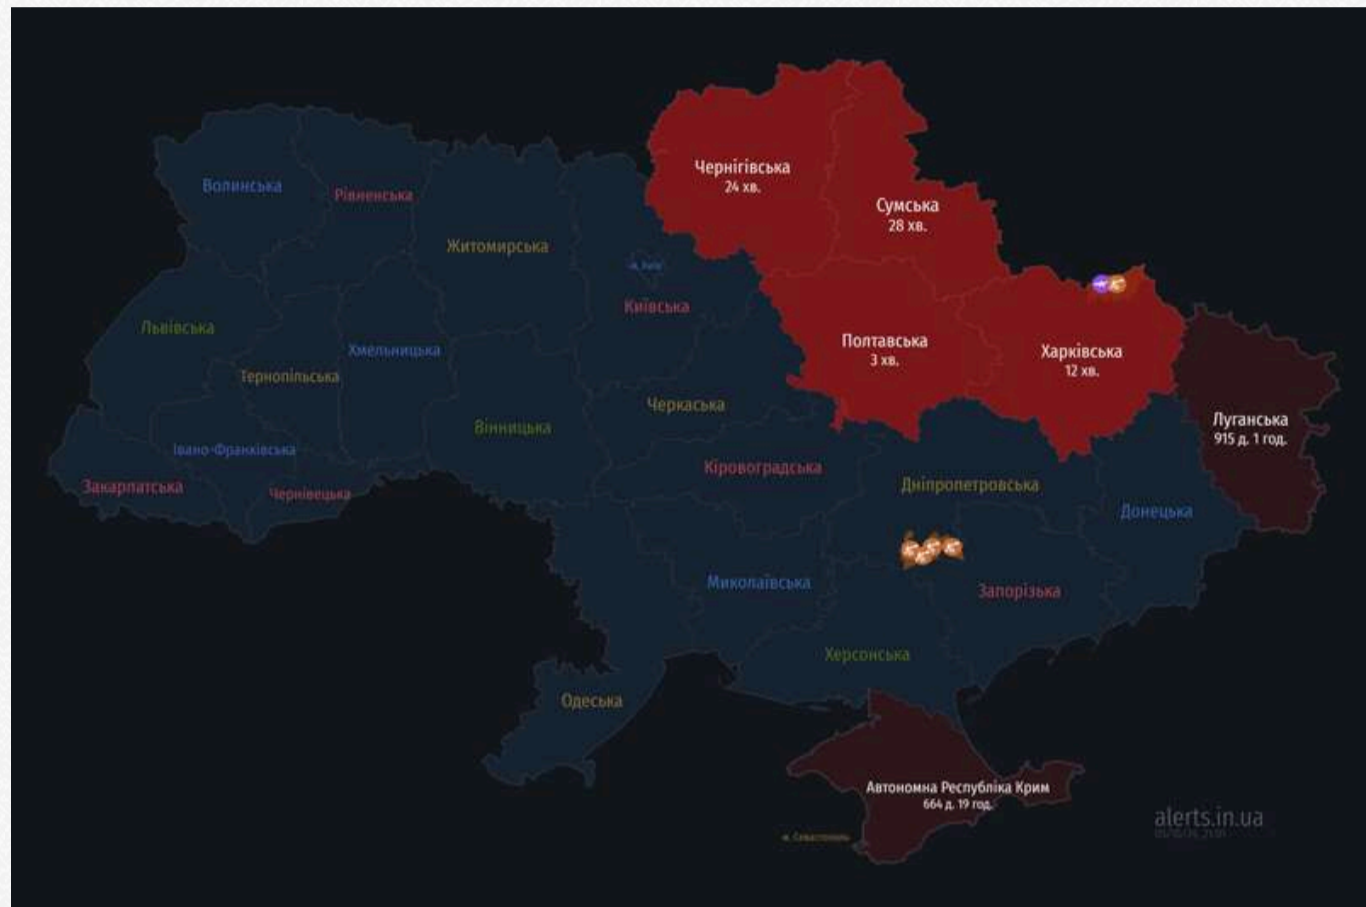 Чернігівська
24 хв.
Сумська
28 хв.
Волинська
Рівненська
Житомирська
Київська
Львівська
Хмельницька
Тернопільська
Полтавська
3 хв.
Харківська
12 хв.
Черкаська
Вінницька
Луганська
915 д. 1 год.
Івано-Франківська
Кіровоградська
Закарпатська
Чернівецька
Дніпропетровська
Донецька
Миколаївська
Запорізька
Херсонська
Одеська
Автономна Республіка Крим
664 д. 19 год.
alerts.in.ua
м. Севастополь